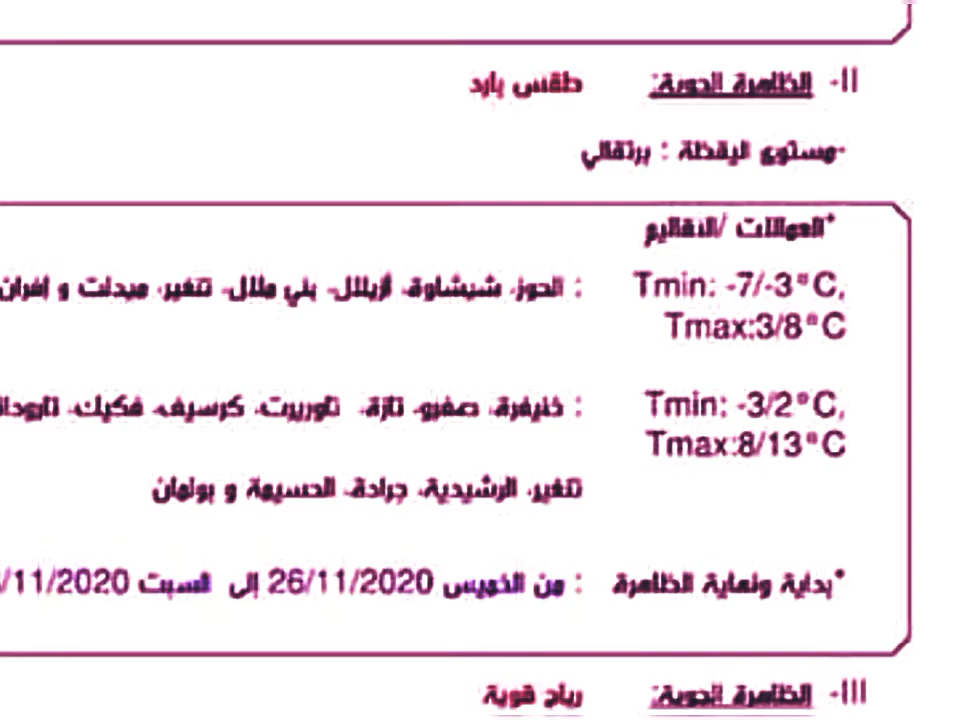 II- الظاهرة الجوية: طقس بارد
-مستوى اليقظة : برتقالي
*العمالات /الاقاليم
Tmin: -7/-3°C, : الحوز، شيشاوة، أزيلال، بني ملال، تنغير، ميدلت و افران
Tmax:3/8°C
Tmin: -3/2°C, : خنيفرة، صفرو، تازة، تاوريرت، كرسيف، فكيك،
Tmax:8/13°C
تنغير، الرشيدية، جرادة، الحسيمة و بولمان
*بداية ونهاية الظاهرة : من الخميس 26/11/2020 إلى السبت /11/2020
III- الظاهرة الجوية: رياح قوية